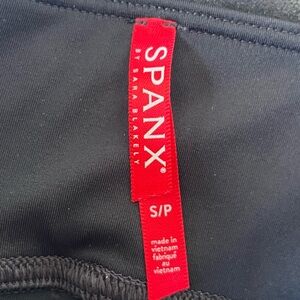 SPANX®
BY SARA BLAKELY
S/P
made in
vietnam
fabriqué
au
vietnam